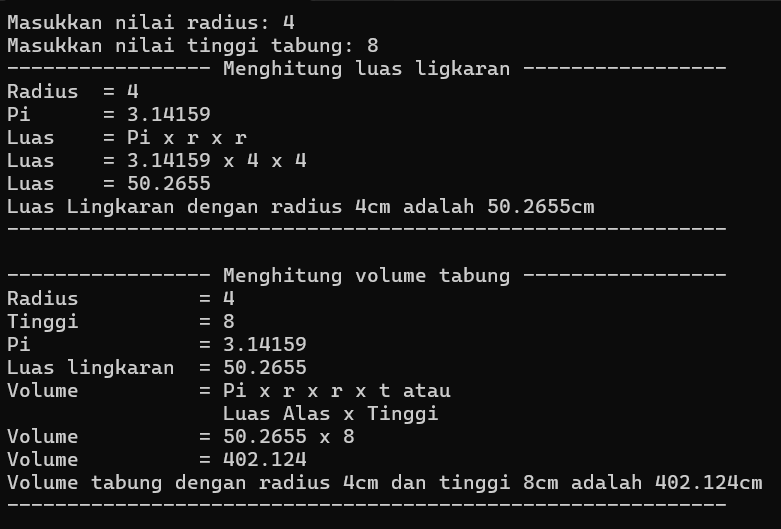 Masukkan nilai radius: 4
Masukkan nilai tinggi tabung: 8
----------------- Menghitung luas ligkaran -----------------
Radius  = 4
Pi      = 3.14159
Luas    = Pi x r x r
Luas    = 3.14159 x 4 x 4
Luas    = 50.2655
Luas Lingkaran dengan radius 4cm adalah 50.2655cm
------------------------------------------------------------
----------------- Menghitung volume tabung -----------------
Radius          = 4
Tinggi          = 8
Pi              = 3.14159
Luas lingkaran  = 50.2655
Volume          = Pi x r x r x t atau
                  Luas Alas x Tinggi
Volume          = 50.2655 x 8
Volume          = 402.124
Volume tabung dengan radius 4cm dan tinggi 8cm adalah 402.124cm
------------------------------------------------------------